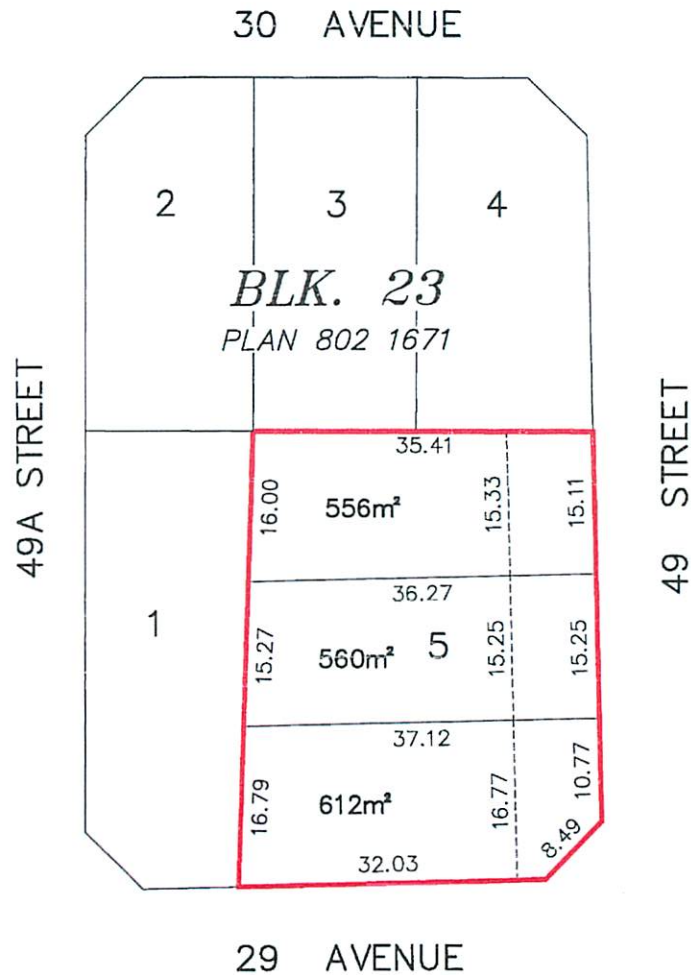 30 AVENUE
2
3
4
BLK. 23
PLAN 802 1671
49A STREET
49 STREET
35.41
16.00
556m²
15.33
15.11
36.27
1
15.27
560m²
5
15.25
15.25
37.12
16.79
612m²
16.77
10.77
8.49
32.03
29 AVENUE